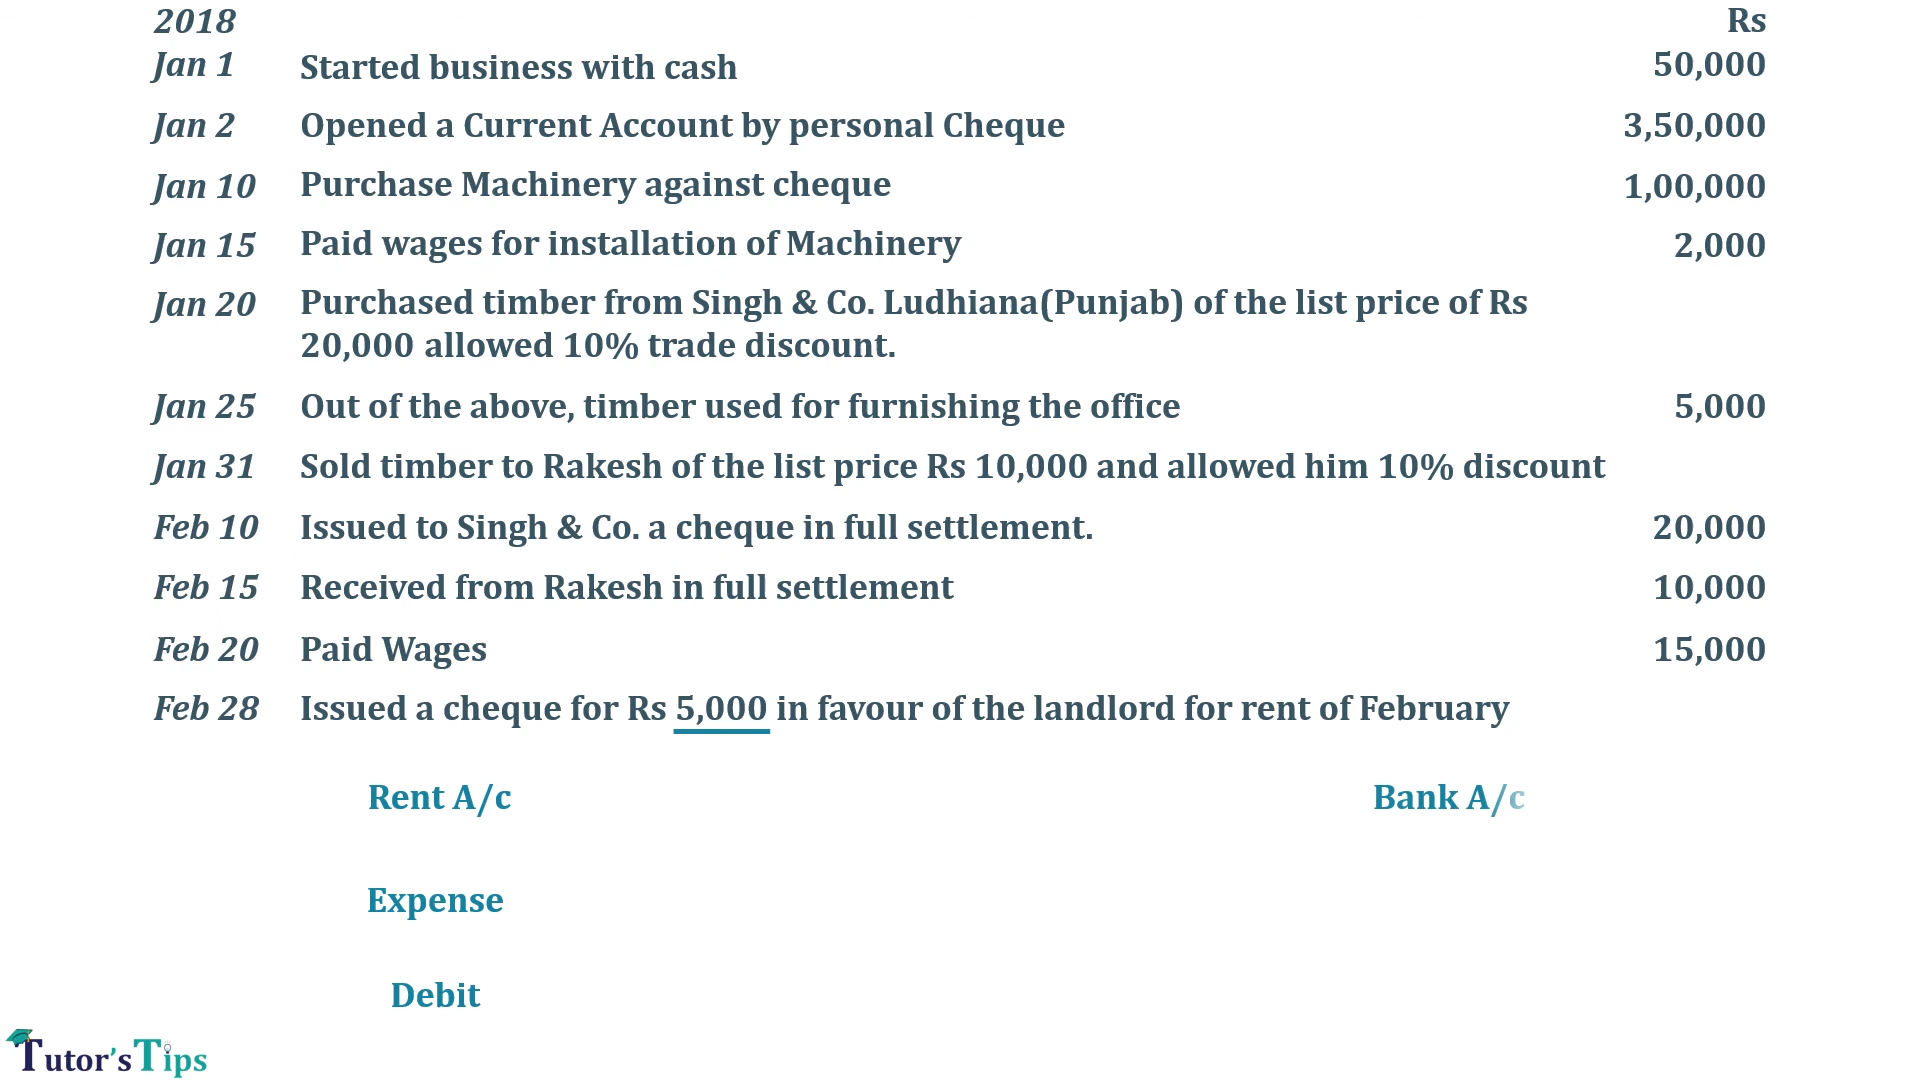 2018 Rs
Jan 1 Started business with cash 50,000
Jan 2 Opened a Current Account by personal Cheque 3,50,000
Jan 10 Purchase Machinery against cheque 1,00,000
Jan 15 Paid wages for installation of Machinery 2,000
Jan 20 Purchased timber from Singh & Co. Ludhiana(Punjab) of the list price of Rs
20,000 allowed 10% trade discount.
Jan 25 Out of the above, timber used for furnishing the office 5,000
Jan 31 Sold timber to Rakesh of the list price Rs 10,000 and allowed him 10% discount
Feb 10 Issued to Singh & Co. a cheque in full settlement. 20,000
Feb 15 Received from Rakesh in full settlement 10,000
Feb 20 Paid Wages 15,000
Feb 28 Issued a cheque for Rs 5,000 in favour of the landlord for rent of February
Rent A/c Bank A/c
Expense
Debit
Tutor's Tips